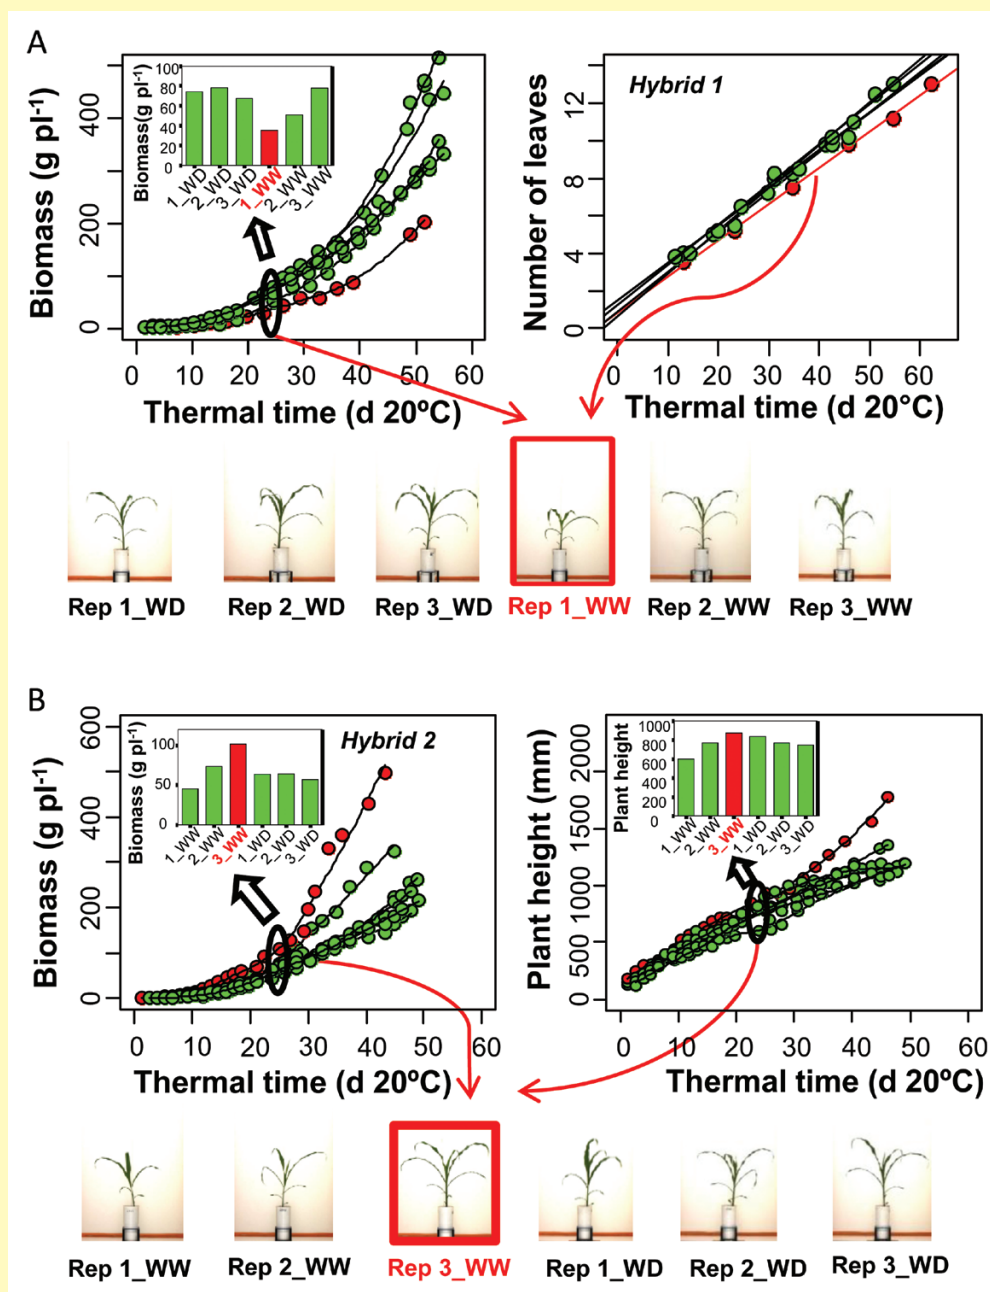 A
Biomass (g pl-1)
0
200
400
Biomass(g pl-1)
0
20
40
60
80
100
1_WD
2_WD
3_WD
1_WW
2_WW
3_WW
0 10 20 30 40 50 60
Thermal time (d 20ºC)
Hybrid 1
Number of leaves
0
4
8
12
0 10 20 30 40 50 60
Thermal time (d 20°C)
Rep 1_WD Rep 2_WD Rep 3_WD Rep 1_WW Rep 2_WW Rep 3_WW
B
Biomass (g pl-1)
0
200
400
600
Hybrid 2
Biomass (g pl-1)
0
50
100
1_WW
2_WW
3_WW
1_WD
2_WD
3_WD
0 10 20 30 40 50 60
Thermal time (d 20ºC)
Plant height (mm)
0
500
1000
1500
2000
Plant height
0
200
400
600
800
1000
1_WW
2_WW
3_WW
1_WD
2_WD
3_WD
0 10 20 30 40 50 60
Thermal time (d 20ºC)
Rep 1_WW Rep 2_WW Rep 3_WW Rep 1_WD Rep 2_WD Rep 3_WD